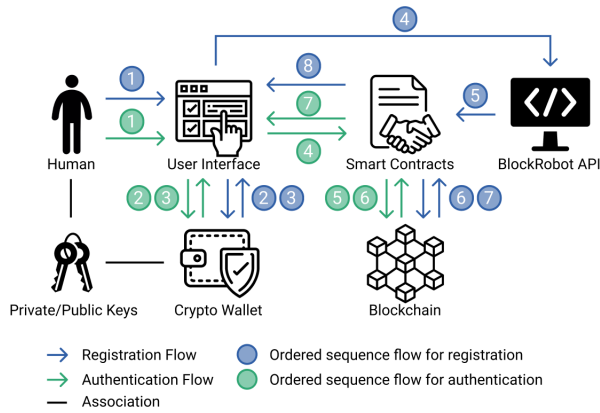 4
1
8
5
1
7
4
Human
User Interface
Smart Contracts
BlockRobot API
2 3
2 3
5 6
6 7
Private/Public Keys
Crypto Wallet
Blockchain
Registration Flow
Ordered sequence flow for registration
Authentication Flow
Ordered sequence flow for authentication
Association